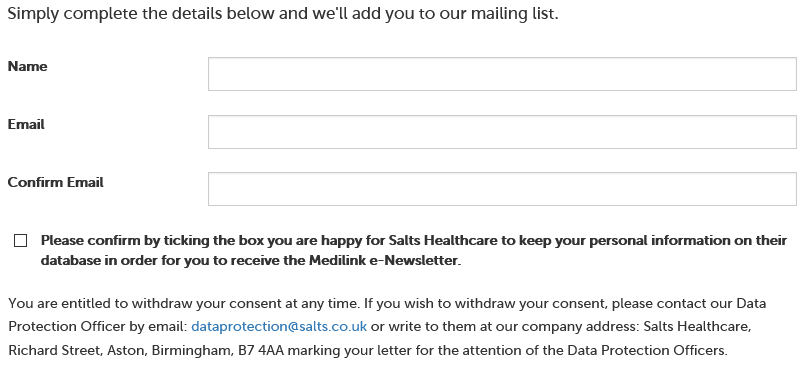 Simply complete the details below and we'll add you to our mailing list.
Name
Email
Confirm Email
Please confirm by ticking the box you are happy for Salts Healthcare to keep your personal information on their
database in order for you to receive the Medilink e-Newsletter.
You are entitled to withdraw your consent at any time. If you wish to withdraw your consent, please contact our Data
Protection Officer by email: dataprotection@salts.co.uk or write to them at our company address: Salts Healthcare,
Richard Street, Aston, Birmingham, B7 4AA marking your letter for the attention of the Data Protection Officers.